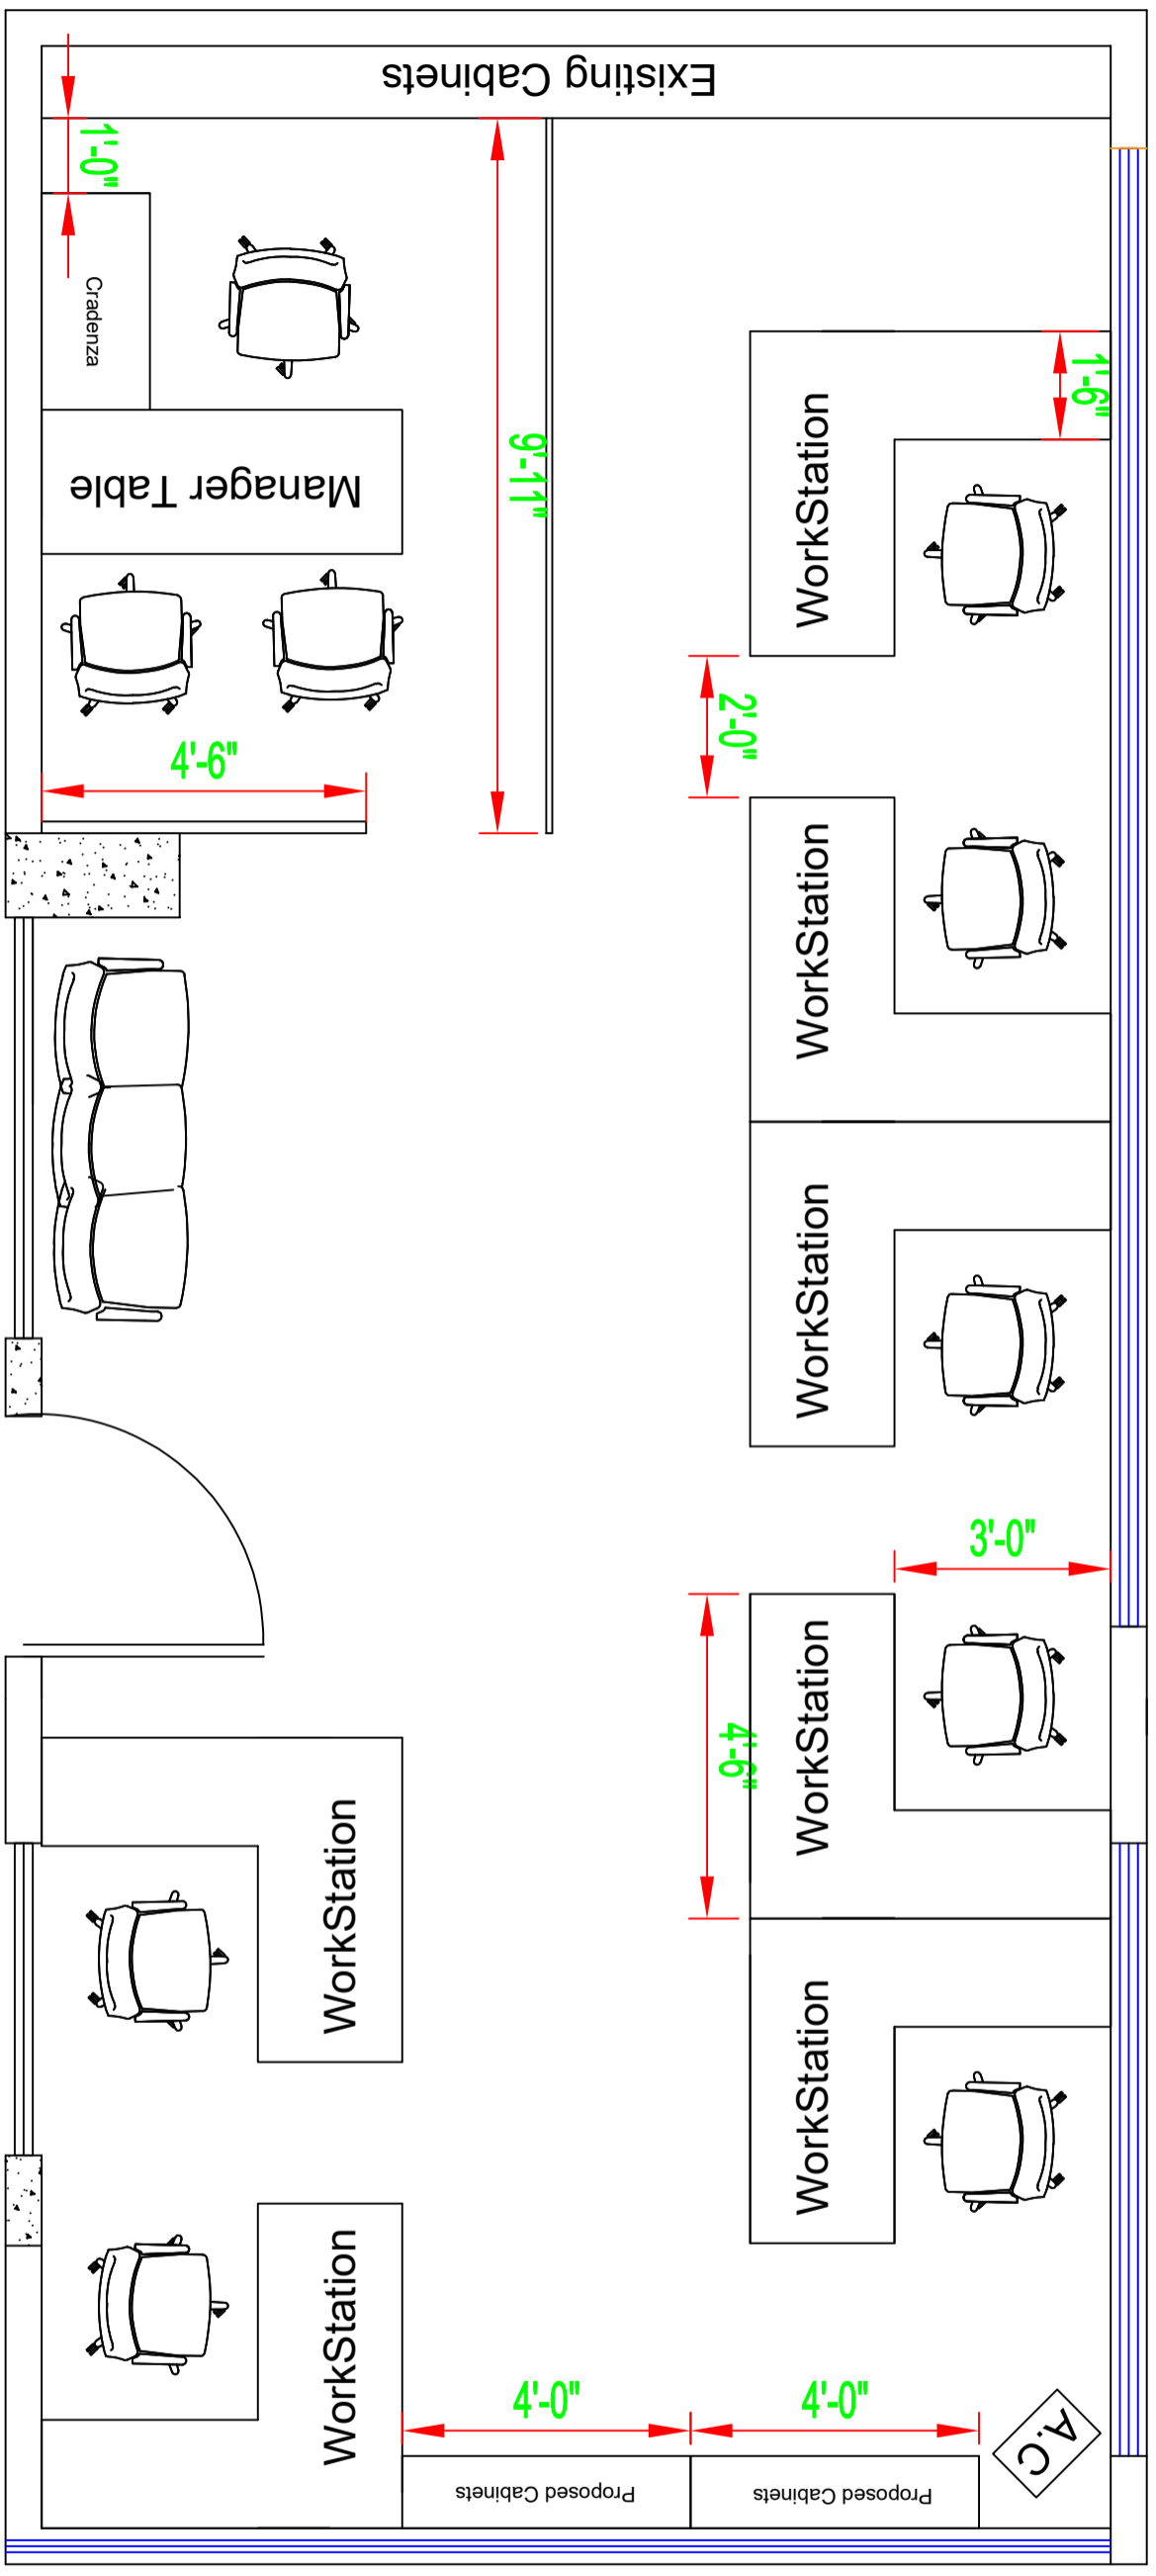 Existing Cabinets
1'-0"
Cradenza
Manager Table
9'-11"
4'-6"
1'-6"
WorkStation
2'-0"
WorkStation
WorkStation
3'-0"
WorkStation
4'-6"
WorkStation
WorkStation
WorkStation
4'-0"
4'-0"
A.C
Proposed Cabinets
Proposed Cabinets